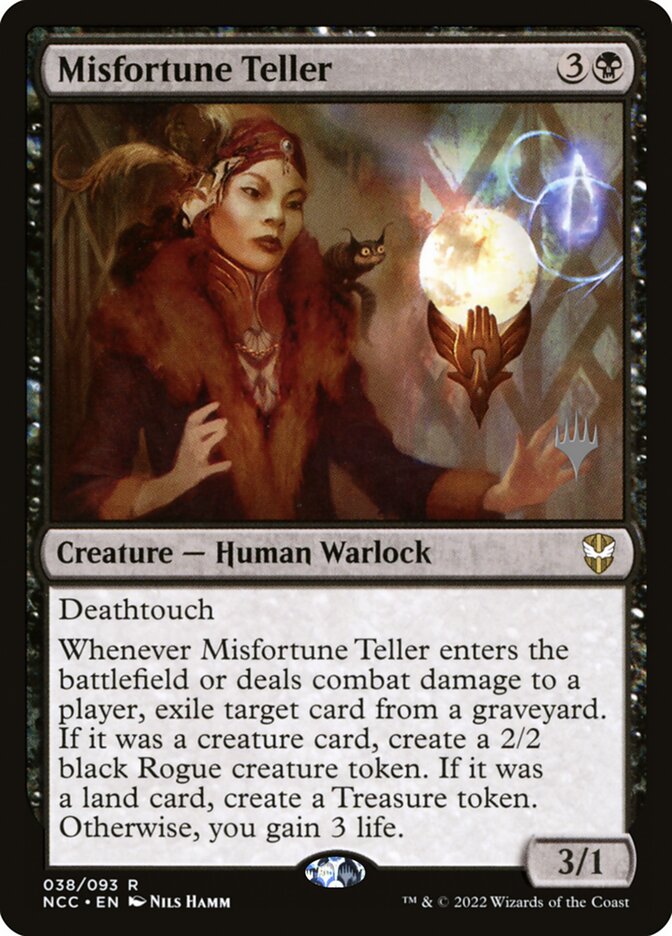 Misfortune Teller 3
Creature — Human Warlock
Deathtouch
Whenever Misfortune Teller enters the
battlefield or deals combat damage to a
player, exile target card from a graveyard.
If it was a creature card, create a 2/2
black Rogue creature token. If it was
a land card, create a Treasure token.
Otherwise, you gain 3 life.
3/1
038/093 R
NCC • EN Nils Hamm
™ & © 2022 Wizards of the Coast